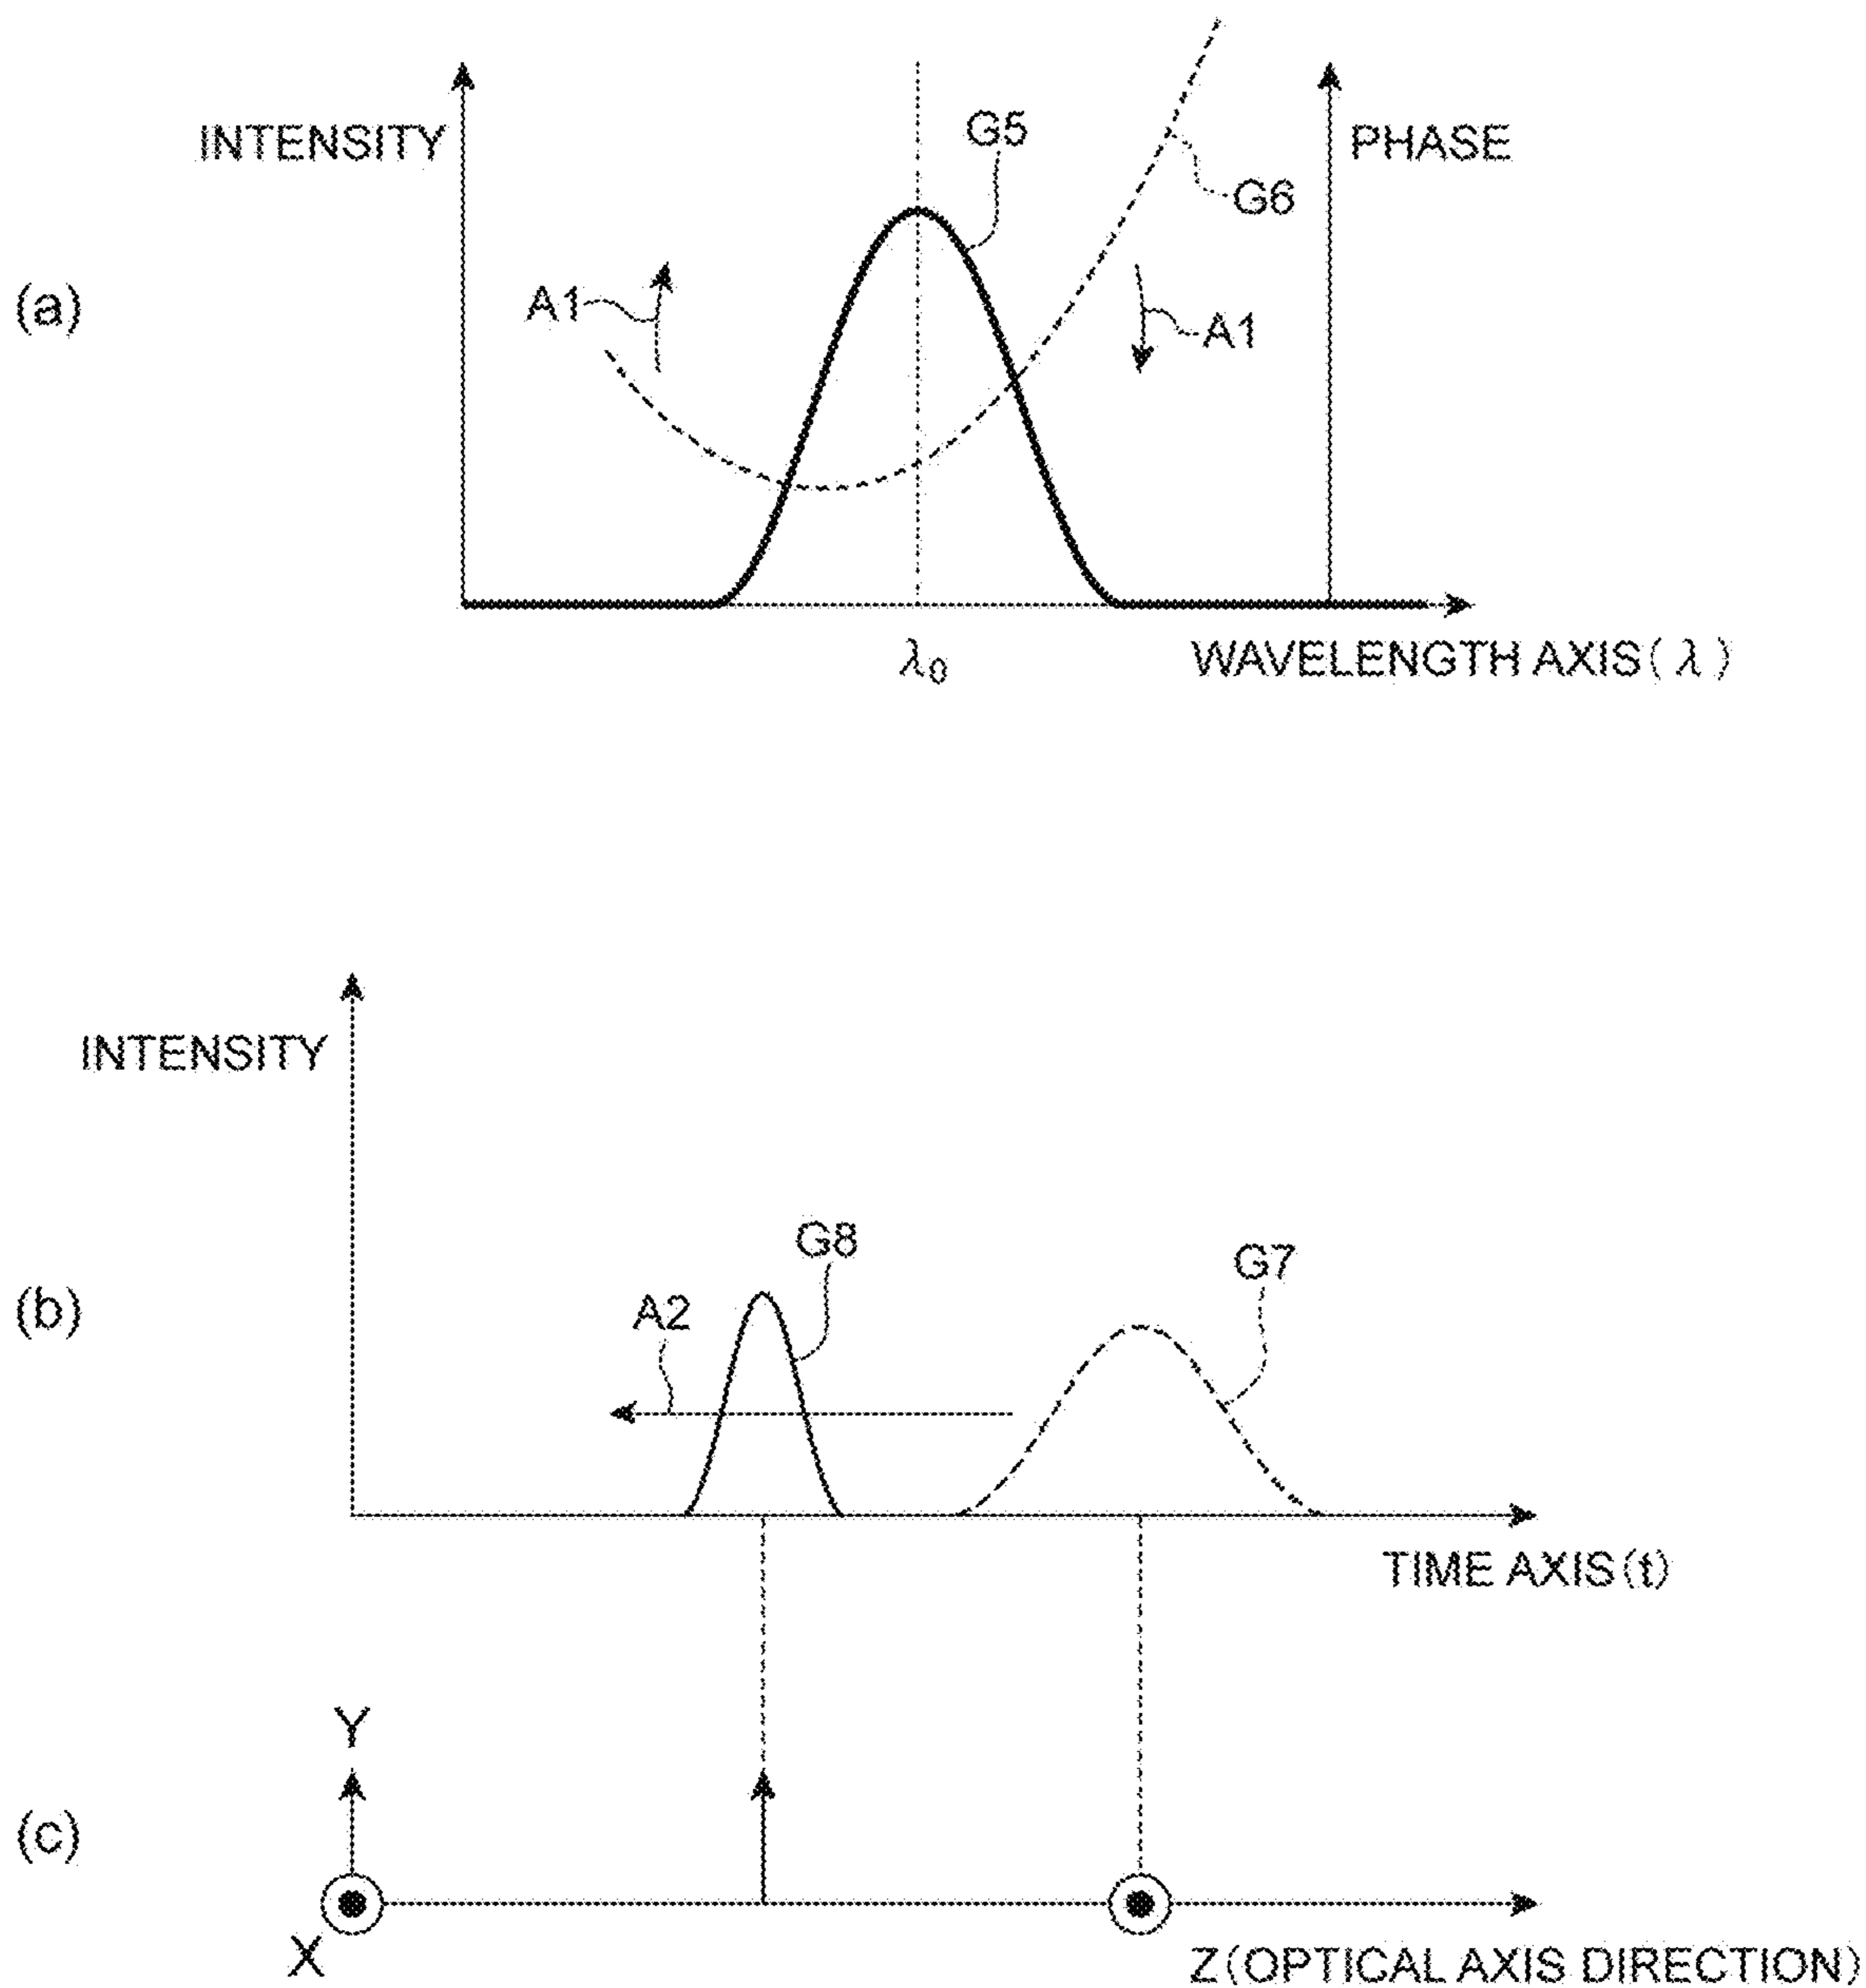 (a)
INTENSITY
PHASE
G5
G6
A1
A1
λ0
WAVELENGTH AXIS(λ)
(b)
INTENSITY
G8
G7
A2
TIME AXIS(t)
(c)
Y
X
Z(OPTICAL AXIS DIRECTION)